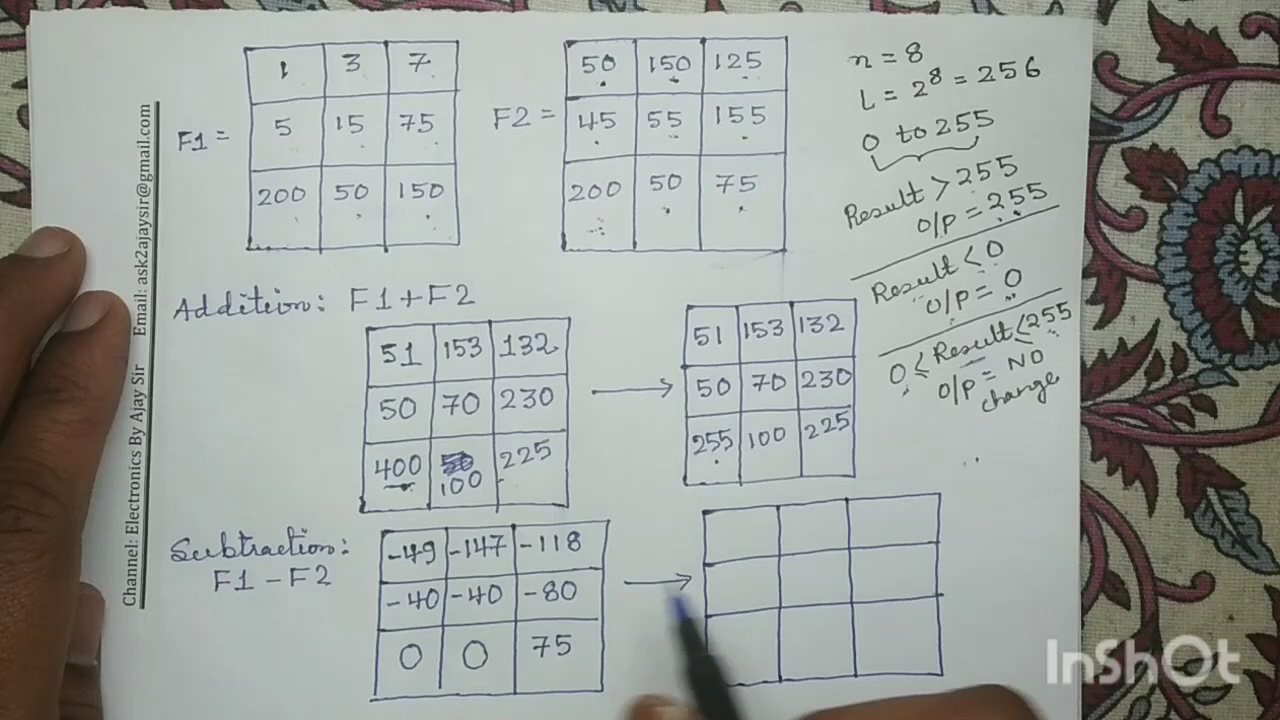 1 3 7
5 15 75
200 50 150
F1 =
50 150 125
45 55 155
200 50 75
F2 =
n = 8
L = 2^8 = 256
0 to 255
Result > 255
O/P = 255
Result < 0
O/P = 0
0 ≤ Result ≤ 255
O/P = NO
change
Addition: F1 + F2
51 153 132
50 70 230
400 100 225
51 153 132
50 70 230
255 100 225
Subtraction:
F1 - F2
-49 -147 -118
-40 -40 -80
0 0 75
Channel: Electronics By Ajay Sir Email: ask2ajaysir@gmail.com
InShOt